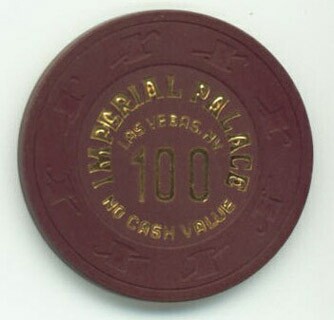 IMPERIAL PALACE
LAS VEGAS, NV
100
NO CASH VALUE